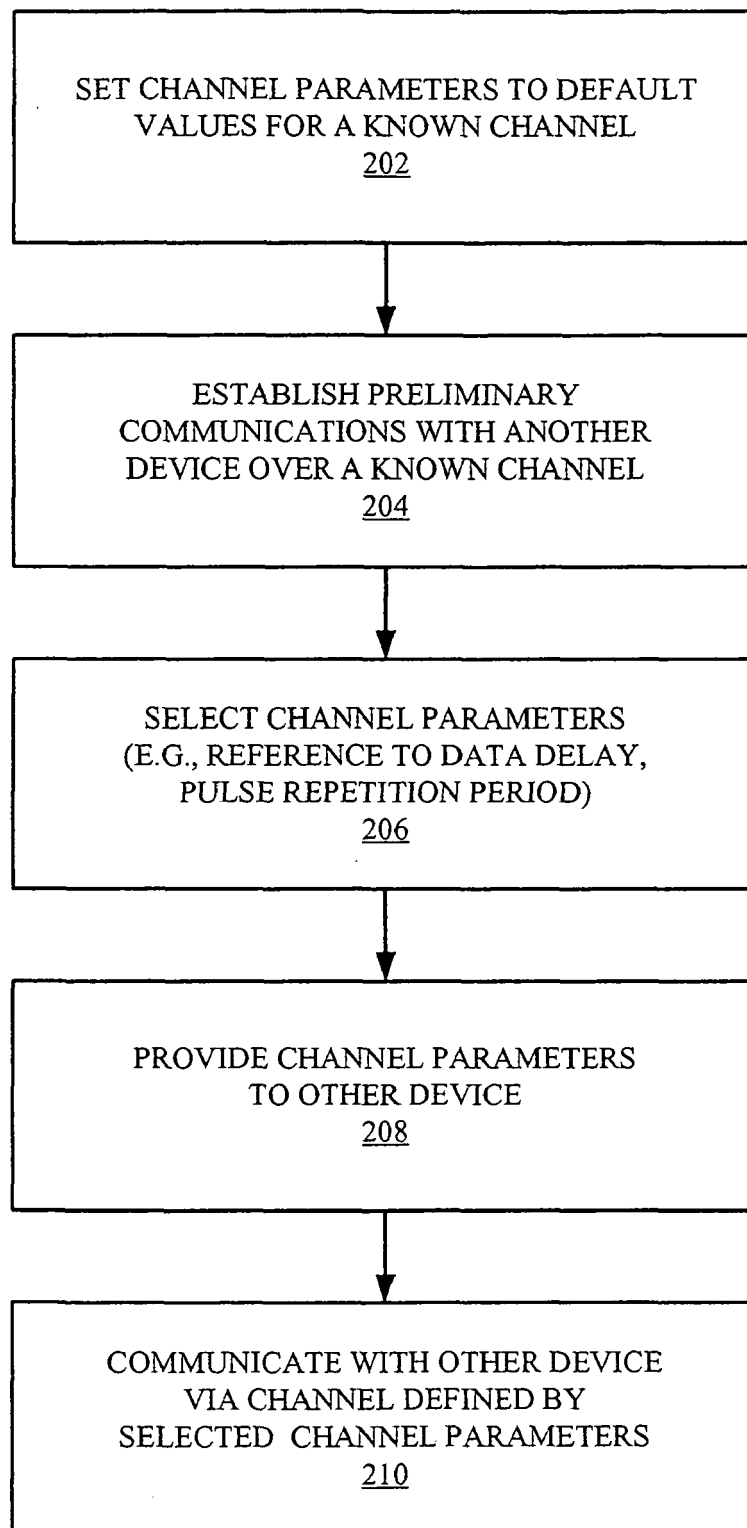 SET CHANNEL PARAMETERS TO DEFAULT
VALUES FOR A KNOWN CHANNEL
202
ESTABLISH PRELIMINARY
COMMUNICATIONS WITH ANOTHER
DEVICE OVER A KNOWN CHANNEL
204
SELECT CHANNEL PARAMETERS
(E.G., REFERENCE TO DATA DELAY,
PULSE REPETITION PERIOD)
206
PROVIDE CHANNEL PARAMETERS
TO OTHER DEVICE
208
COMMUNICATE WITH OTHER DEVICE
VIA CHANNEL DEFINED BY
SELECTED CHANNEL PARAMETERS
210